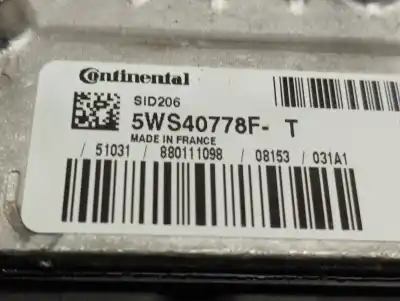 Continental
SID206
5WS40778F- T
MADE IN FRANCE
/ 51031 / 880111098 / 08153 / 031A1